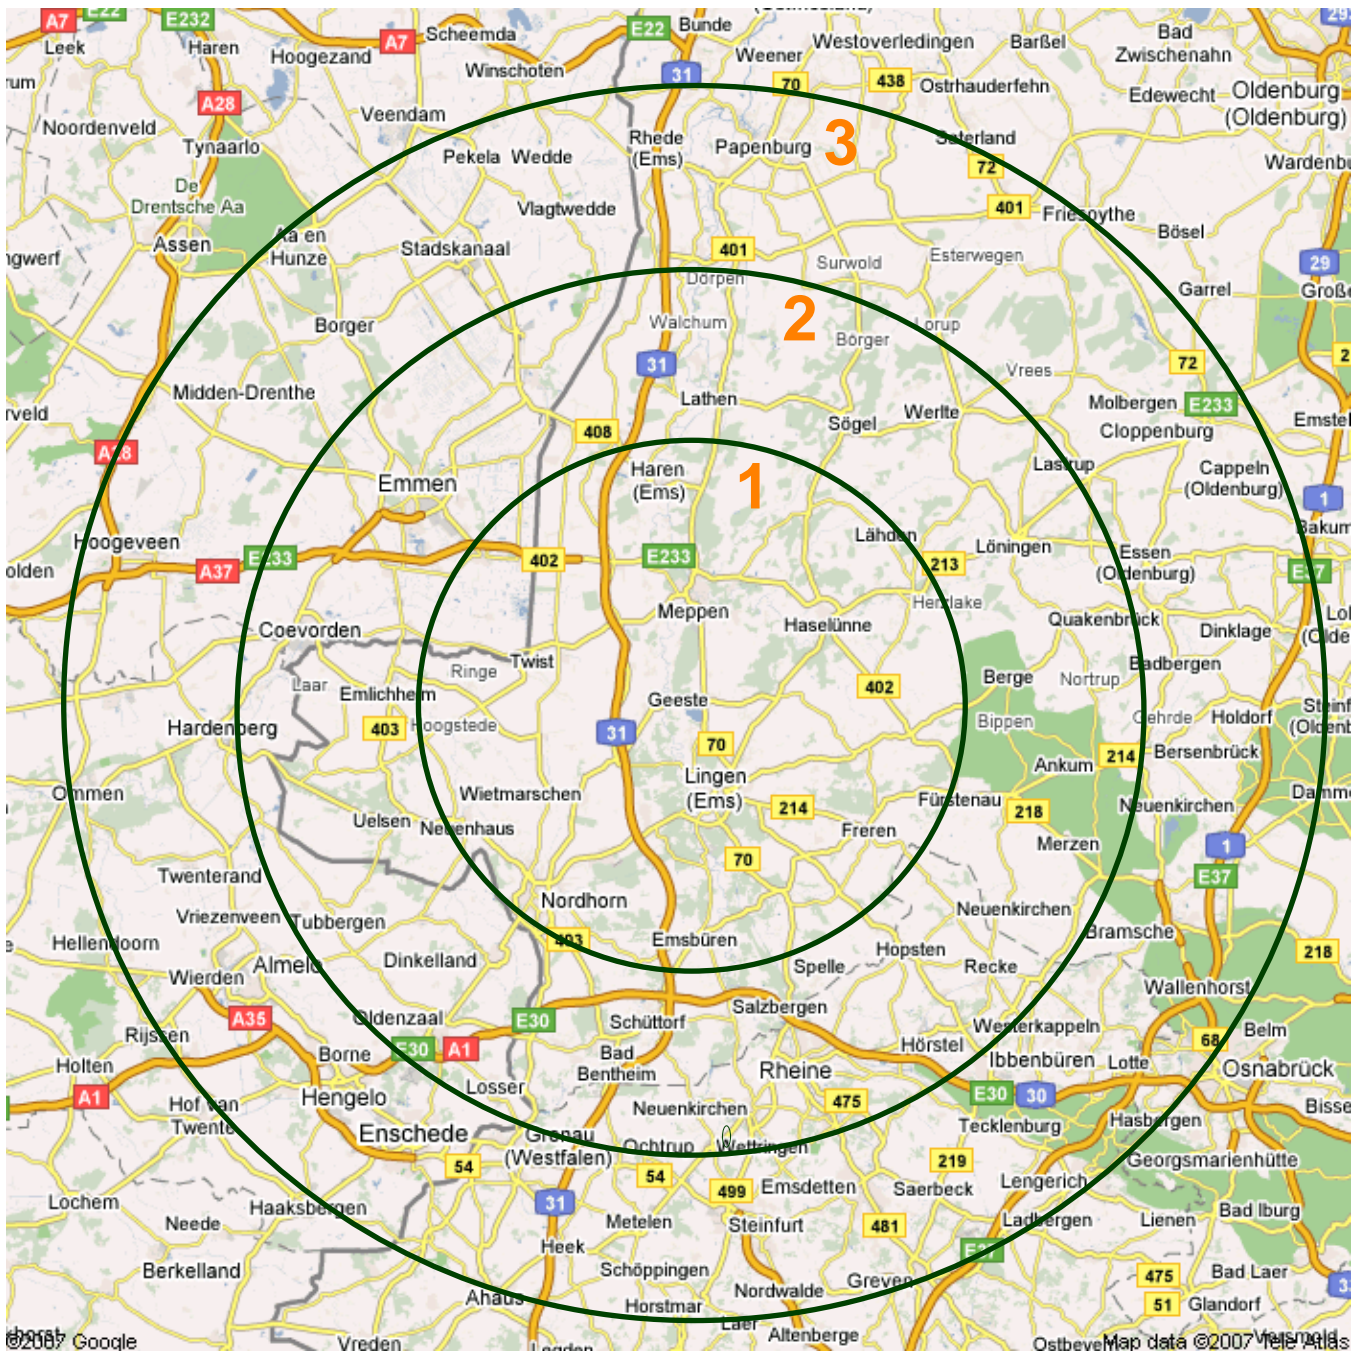 A7
E22
E232
Leek
Haren
Hoogezand
A7
Scheemda
Winschoten
E22
Bunde
Weener
Westoverledingen
Barßel
Bad
Zwischenahn
31
70
438
Ostrhauderfehn
Edewecht
Oldenburg
(Oldenburg)
A28
Veendam
Noordenveld
Tynaarlo
Rhede
(Ems)
Papenburg
3
Saterland
72
Pekela
Wedde
De
Drentsche Aa
Vlagtwedde
401
Friesoythe
Bösel
Assen
Aa en
Hunze
Stadskanaal
401
Surwold
Esterwegen
29
Dörpen
Garrel
2
Borger
Walchum
Börger
Lorup
31
Vrees
72
Midden-Drenthe
Lathen
Sögel
Werlte
Molbergen
E233
Cloppenburg
408
A28
Emmen
Haren
(Ems)
1
Lastrup
Cappeln
(Oldenburg)
1
Bakum
Hoogeveen
A37
E233
402
E233
Lähden
213
Löningen
Essen
(Oldenburg)
E37
Meppen
Haselünne
Herzlake
Quakenbrück
Dinklage
Coevorden
Twist
Ringe
Badbergen
Laar
Emlichheim
402
Berge
Nortrup
Geeste
Hardenberg
403
Hoogstede
31
70
Bippen
Gehrde
Holdorf
214
Bersenbrück
Ankum
Lingen
(Ems)
Ommen
Wietmarschen
214
Fürstenau
218
Neuenkirchen
Uelsen
Neuenhaus
Freren
Merzen
1
E37
70
Twenterand
Vriezenveen
Tubbergen
Nordhorn
Neuenkirchen
Bramsche
Hellendoorn
403
Emsbüren
Hopsten
218
Wierden
Almelo
Dinkelland
Spelle
Recke
Wallenhorst
A35
Oldenzaal
E30
Schüttorf
Salzbergen
Westerkappeln
68
Belm
Rijssen
Borne
E30
A1
Bad
Bentheim
Rheine
Hörstel
Ibbenbüren
Lotte
Osnabrück
Holten
A1
Hengelo
Losser
E30
30
Hof van
Twente
Neuenkirchen
475
Tecklenburg
Hasbergen
Enschede
Gronau
(Westfalen)
Ochtrup
Wettringen
54
54
219
Georgsmarienhütte
Lochem
31
499
Emsdetten
Saerbeck
Lengerich
Haaksbergen
Neede
Metelen
Steinfurt
481
Ladbergen
Lienen
Bad Iburg
Heek
Berkelland
Schöppingen
Nordwalde
Greven
475
Bad Laer
Ahaus
Horstmar
51
Glandorf
Laer
Altenberge
Vreden
©2007 Google
Map data ©2007 Tele Atlas